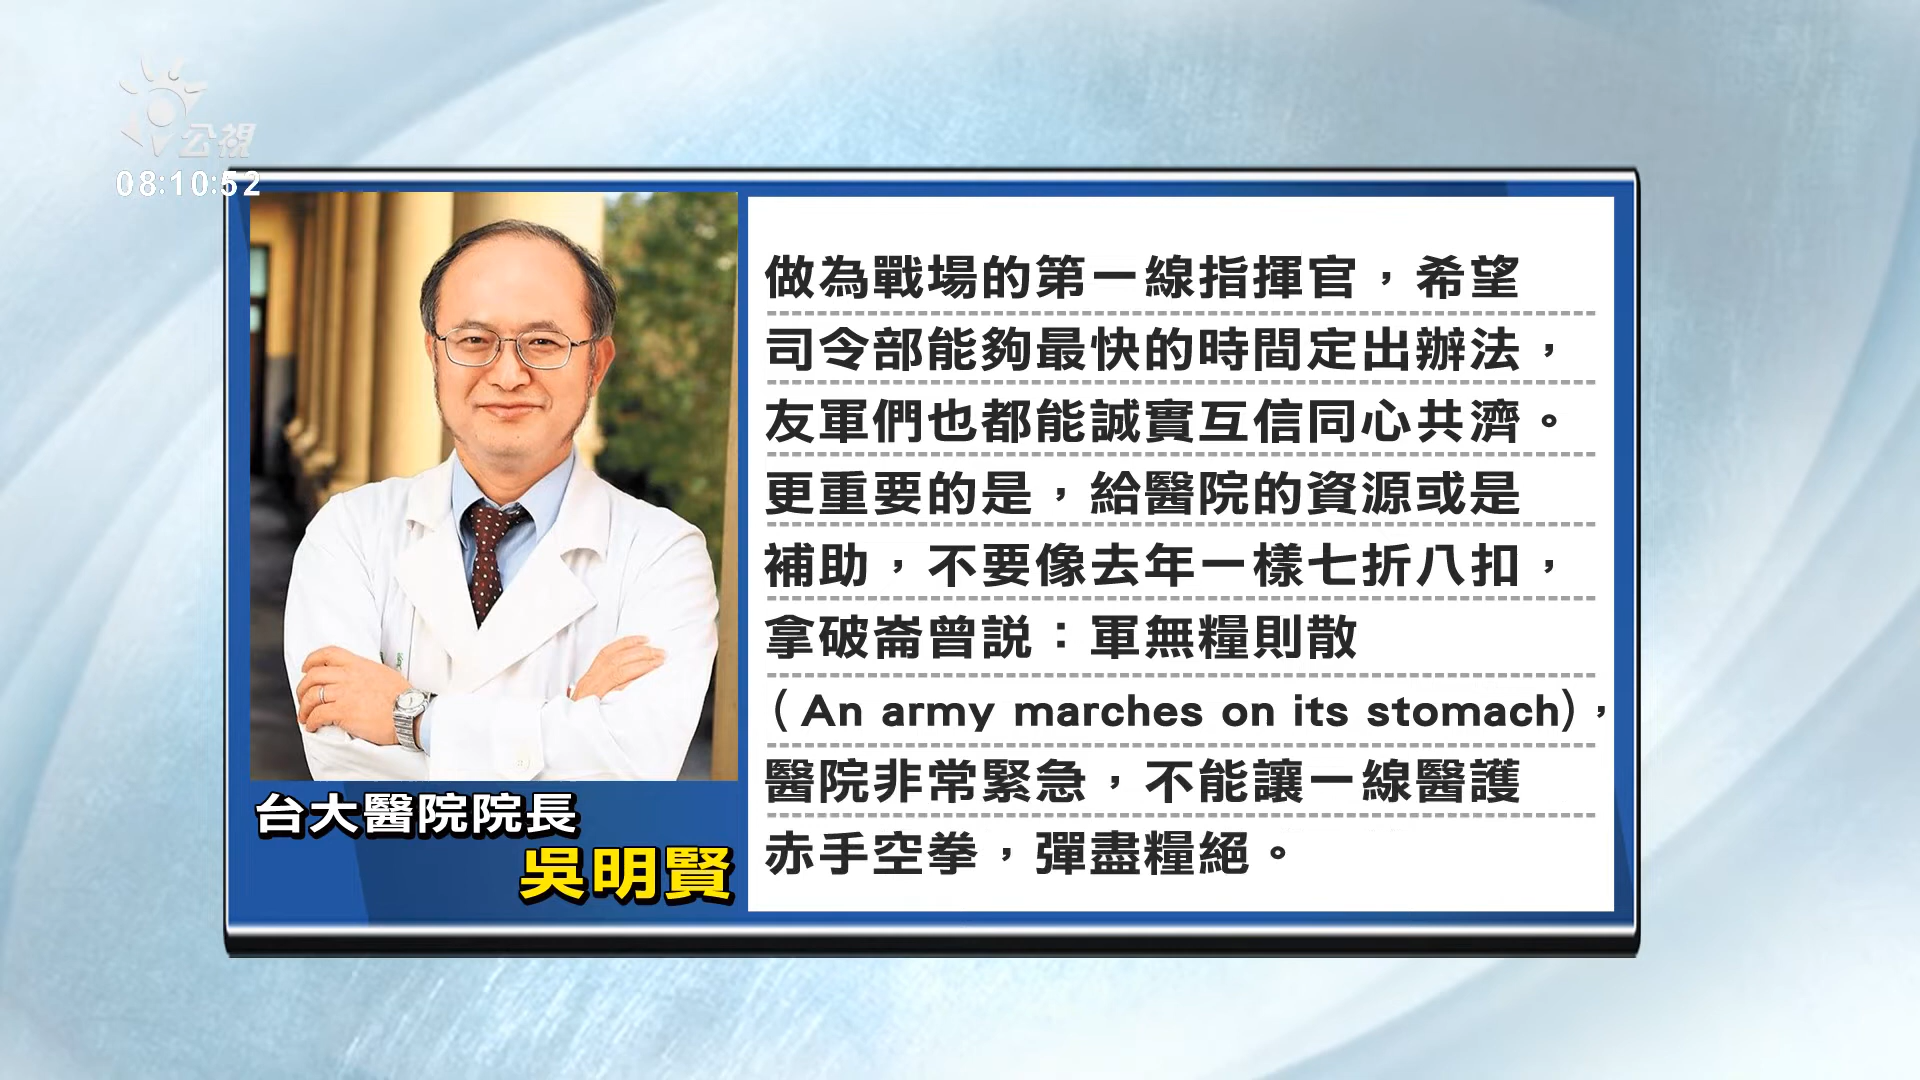 公視
08:10:52
做為戰場的第一線指揮官，希望
司令部能夠最快的時間定出辦法，
友軍們也都能誠實互信同心共濟。
更重要的是，給醫院的資源或是
補助，不要像去年一樣七折八扣，
拿破崙曾説：軍無糧則散
（An army marches on its stomach)，
醫院非常緊急，不能讓一線醫護
赤手空拳，彈盡糧絕。
台大醫院院長
吳明賢